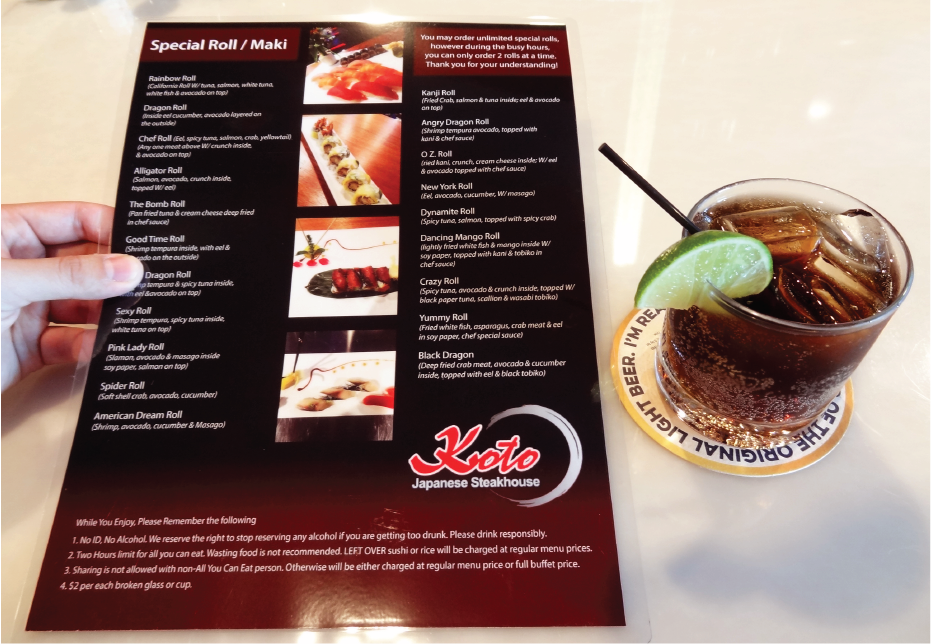 Special Roll / Maki
Rainbow Roll
(California Roll W/ tuna, salmon, white tuna,
white fish & avocado on top)
Dragon Roll
(Inside eel cucumber, avocado layered on
the outside)
Chef Roll (Eel, spicy tuna, salmon, crab, yellowtail)
(Any one meat above W/ crunch inside,
& avocado on top)
Alligator Roll
(Salmon, avocado, crunch inside,
topped W/ eel)
The Bomb Roll
(Pan fried tuna & cream cheese deep fried
in chef sauce)
Good Time Roll
(Shrimp tempura inside, with eel &
on the outside)
Dragon Roll
tempura & spicy tuna inside,
eel &avocado on top)
Sexy Roll
(Shrimp tempura, spicy tuna inside,
white tuna on top)
Pink Lady Roll
(Slamon, avocado & masago inside
soy paper, salmon on top)
Spider Roll
(Soft shell crab, avocado, cucumber)
American Dream Roll
(Shrimp, avocado, cucumber & Masago)
You may order unlimited special rolls,
however during the busy hours,
you can only order 2 rolls at a time.
Thank you for your understanding!
Kanji Roll
(Fried Crab, salmon & tuna inside; eel & avocado
on top)
Angry Dragon Roll
(Shrimp tempura avocado, topped with
kani & chef sauce)
O Z. Roll
(ried kani, crunch, cream cheese inside; W/ eel
& avocado topped with chef sauce)
New York Roll
(Eel, avocado, cucumber, W/ masago)
Dynamite Roll
(Spicy tuna, salmon, topped with spicy crab)
Dancing Mango Roll
(lightly fried white fish & mango inside W/
soy paper, topped with kani & tobiko in
chef sauce)
Crazy Roll
(Spicy tuna, avocado & crunch inside, topped W/
black paper tuna, scallion & wasabi tobiko)
Yummy Roll
(Fried white fish, asparagus, crab meat & eel
in soy paper, chef special sauce)
Black Dragon
(Deep fried crab meat, avocado & cucumber
inside, topped with eel & black tobiko)
Koto
Japanese Steakhouse
While You Enjoy, Please Remember the following
1. No ID, No Alcohol. We reserve the right to stop reserving any alcohol if you are getting too drunk. Please drink responsibly.
2. Two Hours limit for all you can eat. Wasting food is not recommended. LEFT OVER sushi or rice will be charged at regular menu prices.
3. Sharing is not allowed with non-All You Can Eat person. Otherwise will be either charged at regular menu price or full buffet price.
4. $2 per each broken glass or cup.
LIGHT BEER. I'M
OF THE ORIGINAL LIGHT